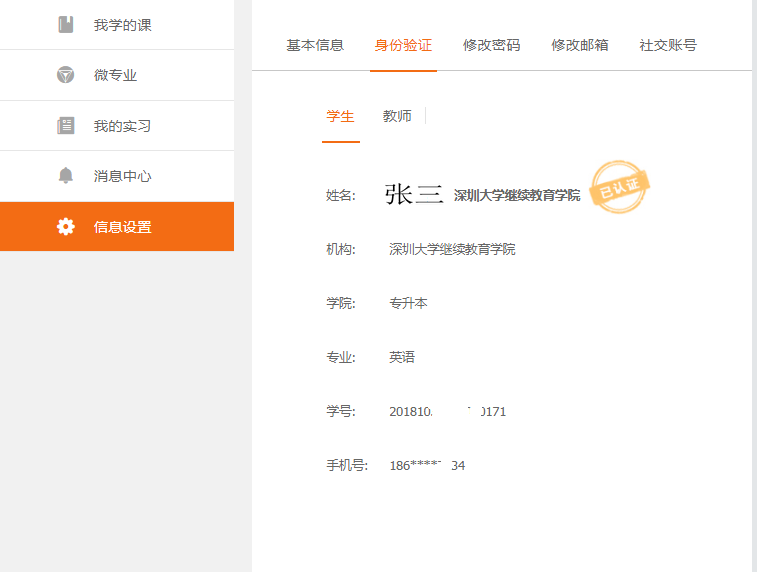 我学的课
微专业
我的实习
消息中心
信息设置
基本信息 身份验证 修改密码 修改邮箱 社交账号
学生 教师
姓名: 张三 深圳大学继续教育学院 已认证
机构: 深圳大学继续教育学院
学院: 专升本
专业: 英语
学号: 201810 0171
手机号: 186**** 34